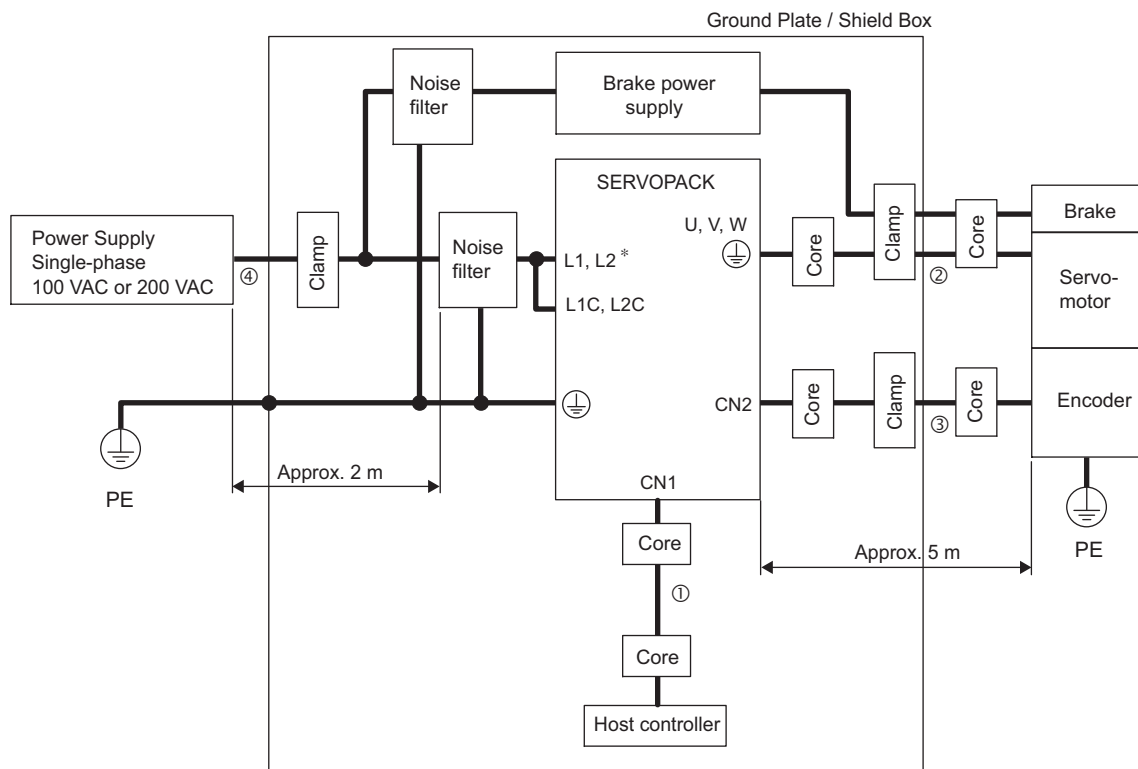 Ground Plate / Shield Box
Noise
filter
Brake power
supply
SERVOPACK
U, V, W
Power Supply
Single-phase
100 VAC or 200 VAC
④
Clamp
Noise
filter
L1, L2 *
L1C, L2C
Core
Clamp
②
Core
Brake
Servo-
motor
CN2
Core
Clamp
③
Core
Encoder
PE
Approx. 2 m
CN1
Core
①
Core
Host controller
Approx. 5 m
PE